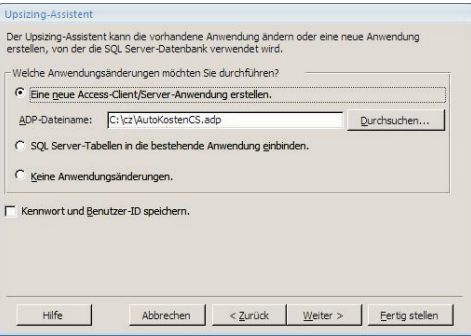 Upsizing-Assistent
Der Upsizing-Assistent kann die vorhandene Anwendung ändern oder eine neue Anwendung
erstellen, von der die SQL Server-Datenbank verwendet wird.
Welche Anwendungsänderungen möchten Sie durchführen?
Eine neue Access-Client/Server-Anwendung erstellen.
ADP-Dateiname: C:\cz\AutoKostenCS.adp Durchsuchen...
SQL Server-Tabellen in die bestehende Anwendung einbinden.
Keine Anwendungsänderungen.
Kennwort und Benutzer-ID speichern.
Hilfe Abbrechen < Zurück Weiter > Fertig stellen